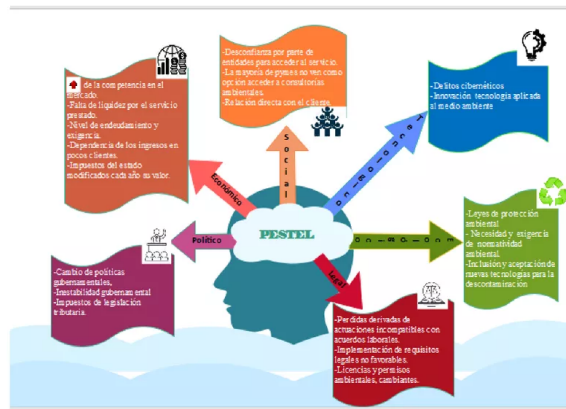 -Desconfianza por parte de
entidades para acceder al servicio.
-La mayoría de pymes no ven como
opción acceder a consultorías
ambientales.
-Relación directa con el cliente
de la competencia en el
mercado.
-Falta de liquidez por el servicio
prestado.
-Nivel de endeudamiento y
exigencia.
-Dependencia de los ingresos en
pocos clientes.
-Impuestos del estado
modificados cada año su valor.
-Delitos cibernéticos
-Innovación tecnología aplicada
al medio ambiente
Social
Tecnológico
Económico
Político
PESTEL
Legal
-Leyes de protección
ambiental
- Necesidad y exigencia
de normatividad
ambiental
-Inclusión y aceptación de
nuevas tecnologías para la
descontaminación
-Cambio de políticas
gubernamentales,
-Inestabilidad gubernamental
-Impuestos de legislación
tributaria.
-Perdidas derivadas de
actuaciones incompatibles con
acuerdos laborales.
-Implementación de requisitos
legales no favorables.
-Licencias y permisos
ambientales, cambiantes.